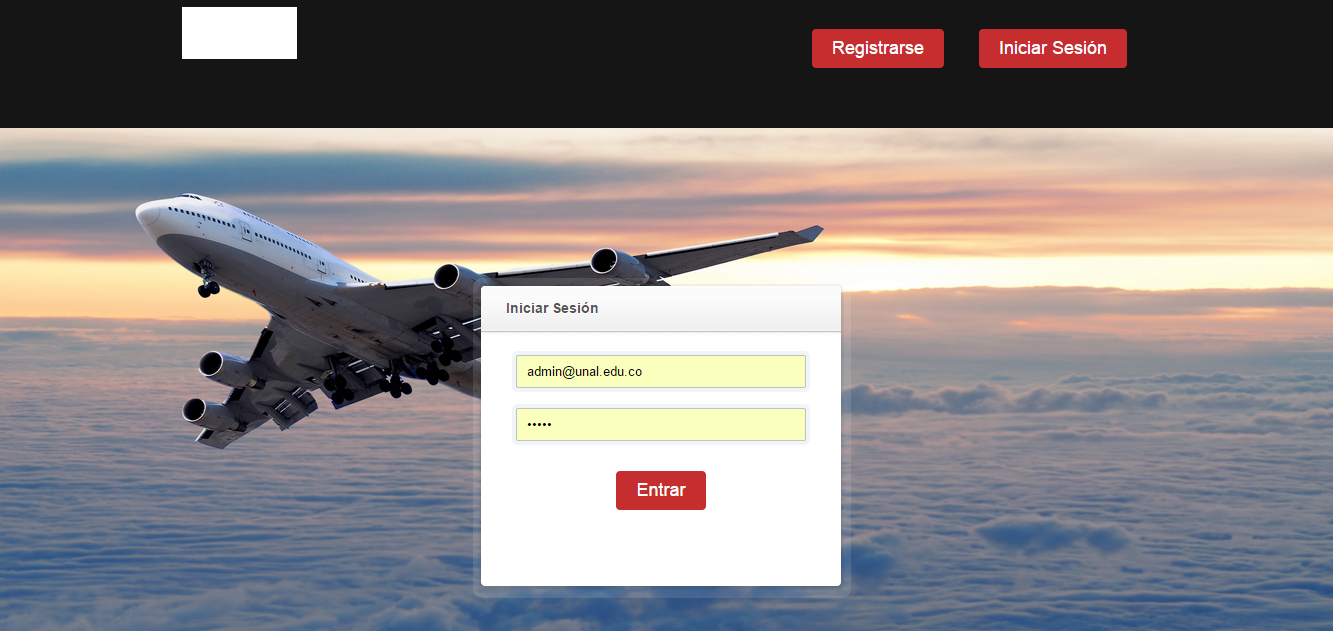 Registrarse
Iniciar Sesión
Iniciar Sesión
admin@unal.edu.co
•••••
Entrar